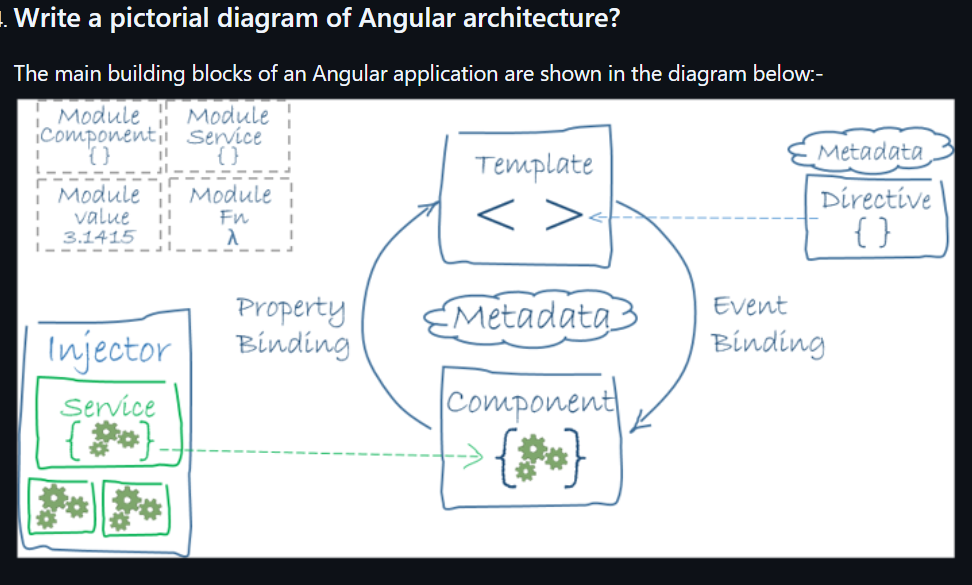 4. Write a pictorial diagram of Angular architecture?
The main building blocks of an Angular application are shown in the diagram below:-
Module
Component
{}
Module
Service
{}
Module
value
3.1415
Module
Fn
λ
Template
< >
Metadata
Directive
{ }
Property
Binding
Metadata
Event
Binding
Injector
Service
{ }
Component
{ }